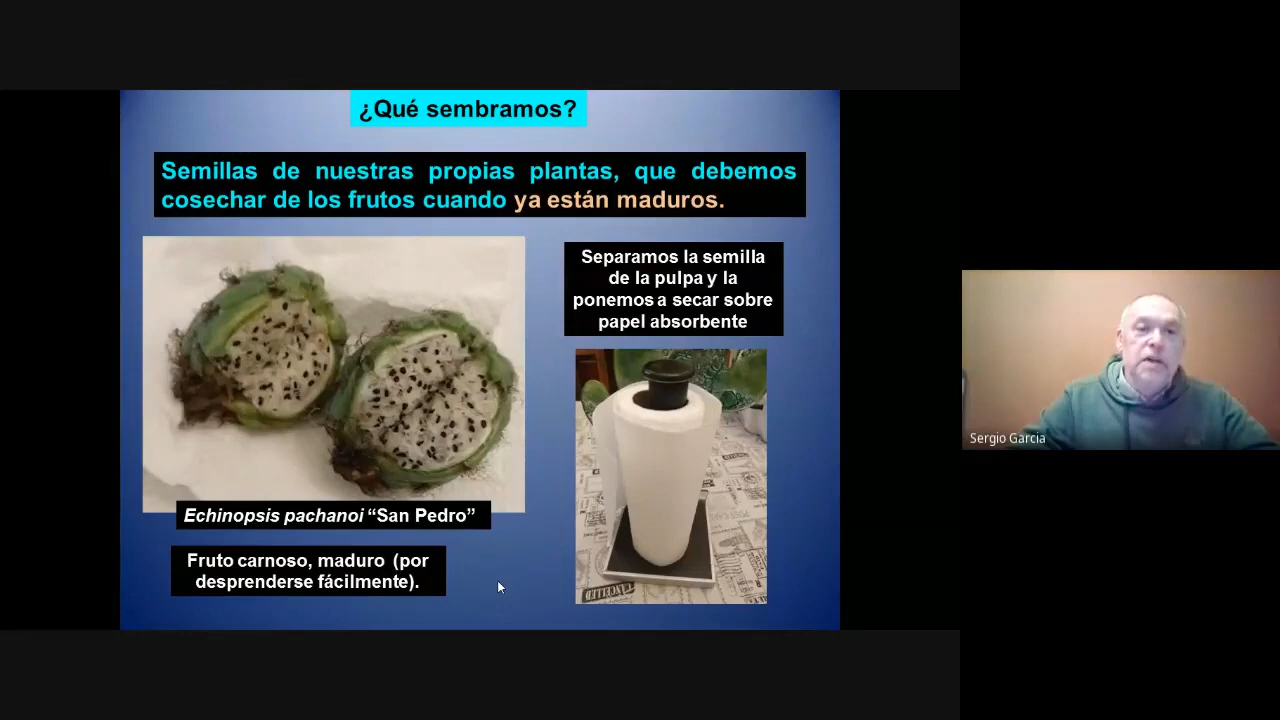 ¿Qué sembramos?
Semillas de nuestras propias plantas, que debemos
cosechar de los frutos cuando ya están maduros.
Separamos la semilla
de la pulpa y la
ponemos a secar sobre
papel absorbente
Echinopsis pachanoi “San Pedro”
Fruto carnoso, maduro (por
desprenderse fácilmente).
CANCELLED
Sergio Garcia